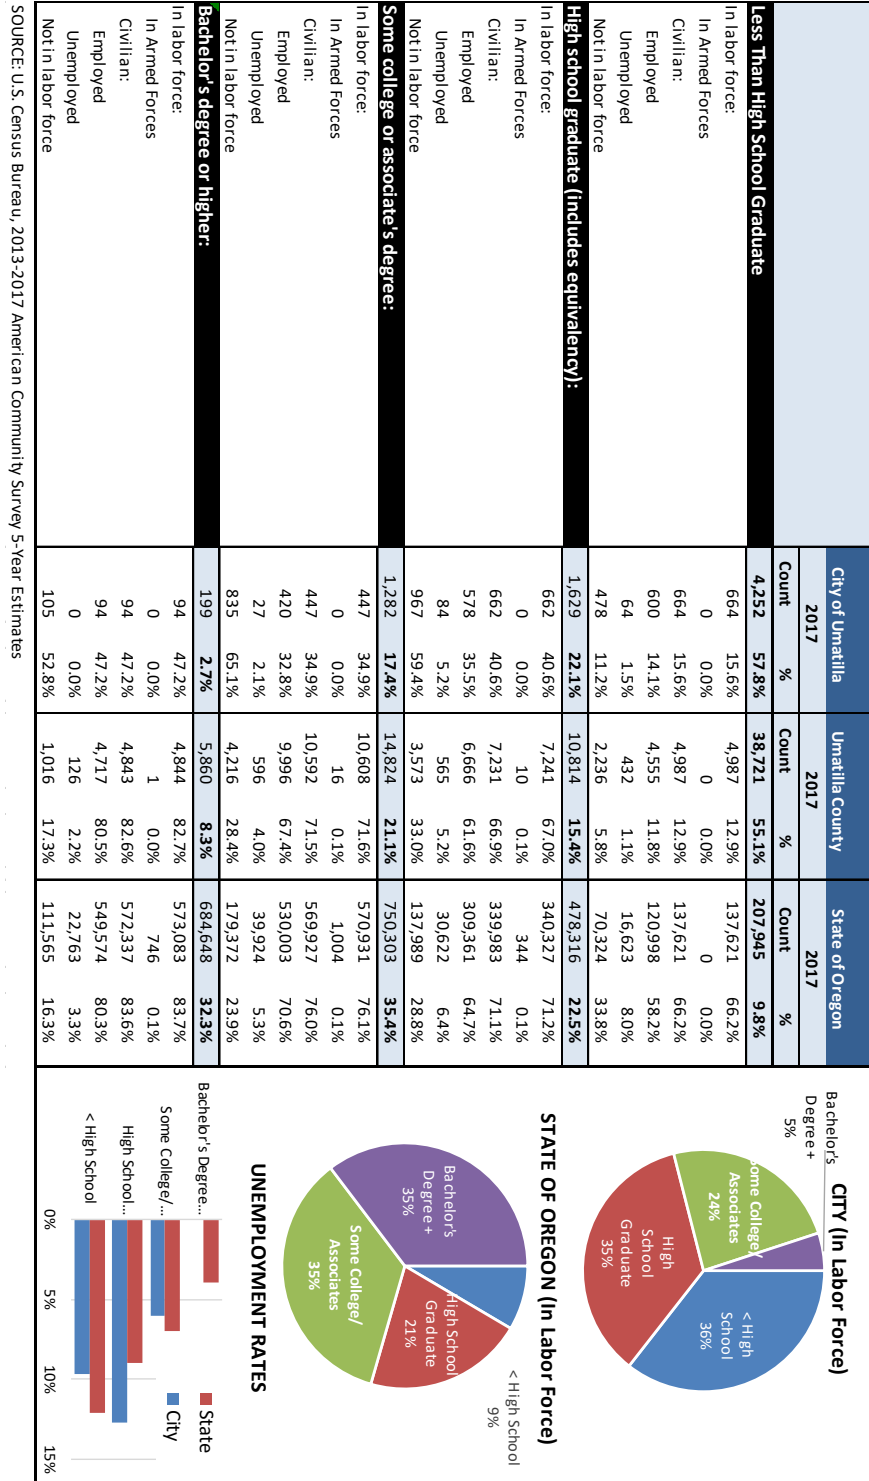 City of Umatilla Umatilla County State of Oregon
2017 2017 2017
Count % Count % Count %
Less Than High School Graduate 4,252 57.8% 38,721 55.1% 207,945 9.8%
In labor force: 664 15.6% 4,987 12.9% 137,621 66.2%
In Armed Forces 0 0.0% 0 0.0% 0 0.0%
Civilian: 664 15.6% 4,987 12.9% 137,621 66.2%
Employed 600 14.1% 4,555 11.8% 120,998 58.2%
Unemployed 64 1.5% 432 1.1% 16,623 8.0%
Not in labor force 478 11.2% 2,236 5.8% 70,324 33.8%
High school graduate (includes equivalency): 1,629 22.1% 10,814 15.4% 478,316 22.5%
In labor force: 662 40.6% 7,241 67.0% 340,327 71.2%
In Armed Forces 0 0.0% 10 0.1% 344 0.1%
Civilian: 662 40.6% 7,231 66.9% 339,983 71.1%
Employed 578 35.5% 6,666 61.6% 309,361 64.7%
Unemployed 84 5.2% 565 5.2% 30,622 6.4%
Not in labor force 967 59.4% 3,573 33.0% 137,989 28.8%
Some college or associate's degree: 1,282 17.4% 14,824 21.1% 750,303 35.4%
In labor force: 447 34.9% 10,608 71.6% 570,931 76.1%
In Armed Forces 0 0.0% 16 0.1% 1,004 0.1%
Civilian: 447 34.9% 10,592 71.5% 569,927 76.0%
Employed 420 32.8% 9,996 67.4% 530,003 70.6%
Unemployed 27 2.1% 596 4.0% 39,924 5.3%
Not in labor force 835 65.1% 4,216 28.4% 179,372 23.9%
Bachelor's degree or higher: 199 2.7% 5,860 8.3% 684,648 32.3%
In labor force: 94 47.2% 4,844 82.7% 573,083 83.7%
In Armed Forces 0 0.0% 1 0.0% 746 0.1%
Civilian: 94 47.2% 4,843 82.6% 572,337 83.6%
Employed 94 47.2% 4,717 80.5% 549,574 80.3%
Unemployed 0 0.0% 126 2.2% 22,763 3.3%
Not in labor force 105 52.8% 1,016 17.3% 111,565 16.3%
SOURCE: U.S. Census Bureau, 2013-2017 American Community Survey 5-Year Estimates
CITY (In Labor Force)
Bachelor's
Degree +
5%
Some College/
Associates
24%
< High
School
36%
High
School
Graduate
35%
STATE OF OREGON (In Labor Force)
< High School
9%
Bachelor's
Degree +
35%
High School
Graduate
21%
Some College/
Associates
35%
UNEMPLOYMENT RATES
Bachelor's Degree...
Some College/...
High School...
< High School
State
City
0% 5% 10% 15%